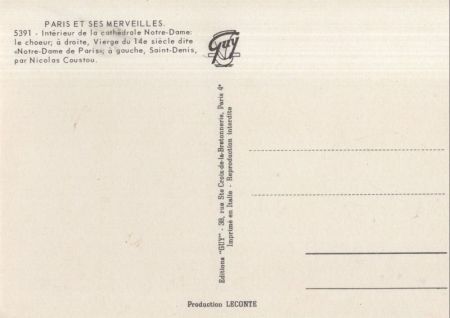 PARIS ET SES MERVEILLES.
5391 - Intérieur de la cathédrale Notre-Dame:
le choeur; à droite, Vierge du 14e siècle dite
«Notre-Dame de Paris»; à gauche, Saint-Denis,
par Nicolas Coustou.
Guy
Editions "GUY" - 38, rue Ste Croix-de-la-Bretonnerie, Paris 4e
Imprimé en Italie - Reproduction interdite
Production LECONTE